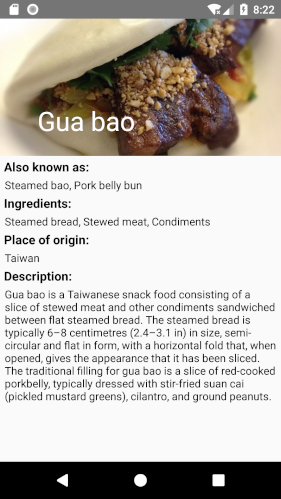 8:22
Gua bao
Also known as:
Steamed bao, Pork belly bun
Ingredients:
Steamed bread, Stewed meat, Condiments
Place of origin:
Taiwan
Description:
Gua bao is a Taiwanese snack food consisting of a
slice of stewed meat and other condiments sandwiched
between flat steamed bread. The steamed bread is
typically 6–8 centimetres (2.4–3.1 in) in size, semi-
circular and flat in form, with a horizontal fold that, when
opened, gives the appearance that it has been sliced.
The traditional filling for gua bao is a slice of red-cooked
porkbelly, typically dressed with stir-fried suan cai
(pickled mustard greens), cilantro, and ground peanuts.